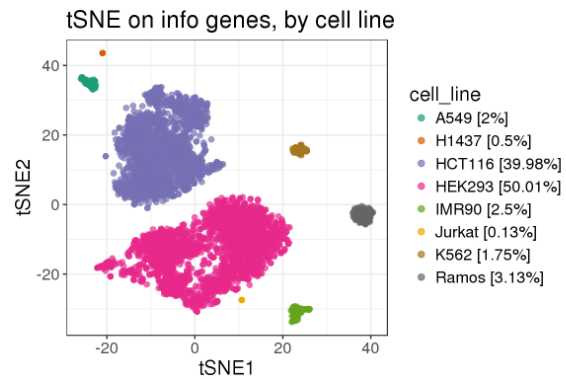 tSNE on info genes, by cell line
40
20
0
-20
tSNE2
-20
0
20
40
tSNE1
cell_line
A549 [2%]
H1437 [0.5%]
HCT116 [39.98%]
HEK293 [50.01%]
IMR90 [2.5%]
Jurkat [0.13%]
K562 [1.75%]
Ramos [3.13%]